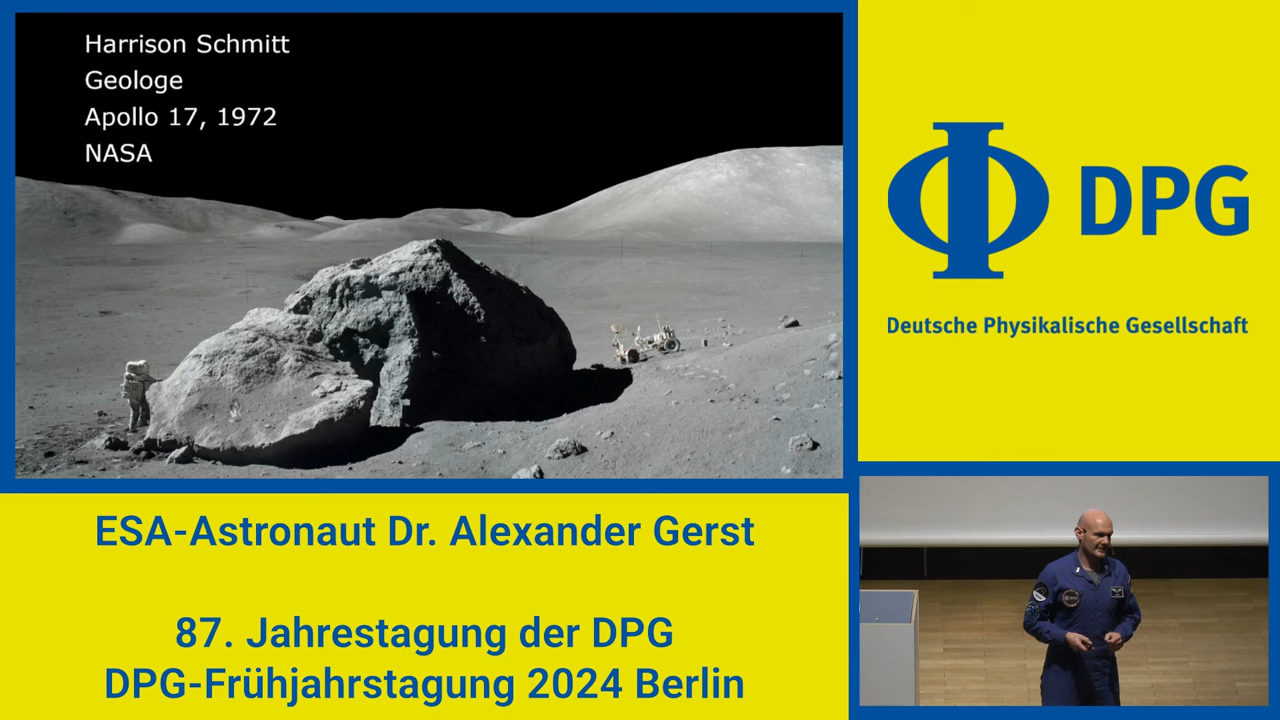 Harrison Schmitt
Geologe
Apollo 17, 1972
NASA
DPG
Deutsche Physikalische Gesellschaft
ESA-Astronaut Dr. Alexander Gerst
87. Jahrestagung der DPG
DPG-Frühjahrstagung 2024 Berlin